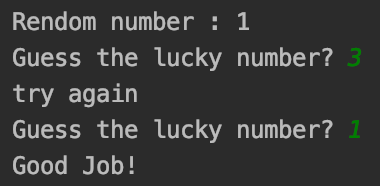 Rendom number : 1
Guess the lucky number? 3
try again
Guess the lucky number? 1
Good Job!